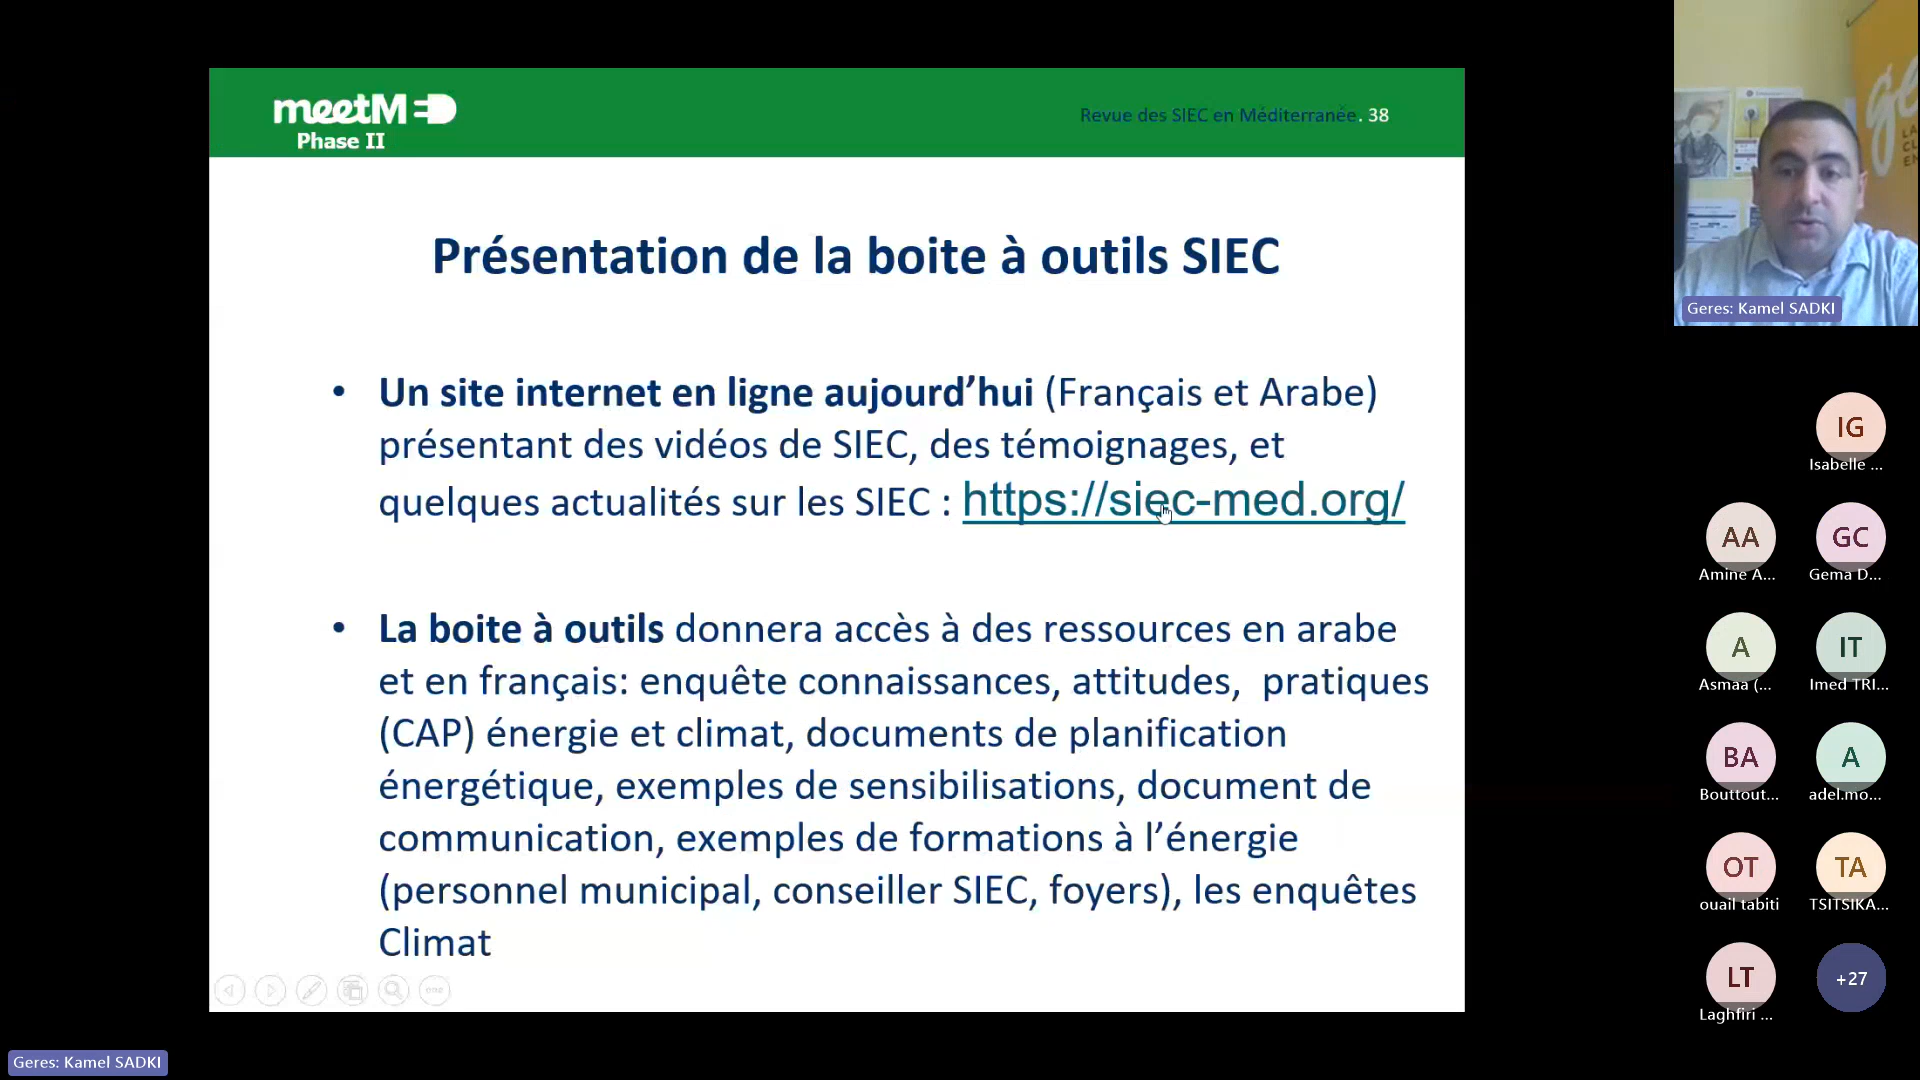 meetMED
Phase II
Revue des SIEC en Méditerranée. 38
Présentation de la boite à outils SIEC
• Un site internet en ligne aujourd’hui (Français et Arabe)
présentant des vidéos de SIEC, des témoignages, et
quelques actualités sur les SIEC : https://siec-med.org/
• La boite à outils donnera accès à des ressources en arabe
et en français: enquête connaissances, attitudes,  pratiques
(CAP) énergie et climat, documents de planification
énergétique, exemples de sensibilisations, document de
communication, exemples de formations à l’énergie
(personnel municipal, conseiller SIEC, foyers), les enquêtes
Climat
Geres: Kamel SADKI
IG
Isabelle ...
AA
Amine A...
GC
Gema D...
A
Asmaa (...
IT
Imed TRI...
BA
Bouttout...
A
adel.mo...
OT
ouail tabiti
TA
TSITSIKA...
LT
Laghfiri ...
+27
Geres: Kamel SADKI